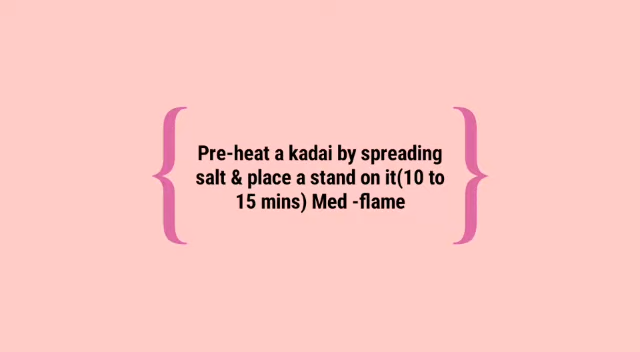 Pre-heat a kadai by spreading
salt & place a stand on it(10 to
15 mins) Med -flame